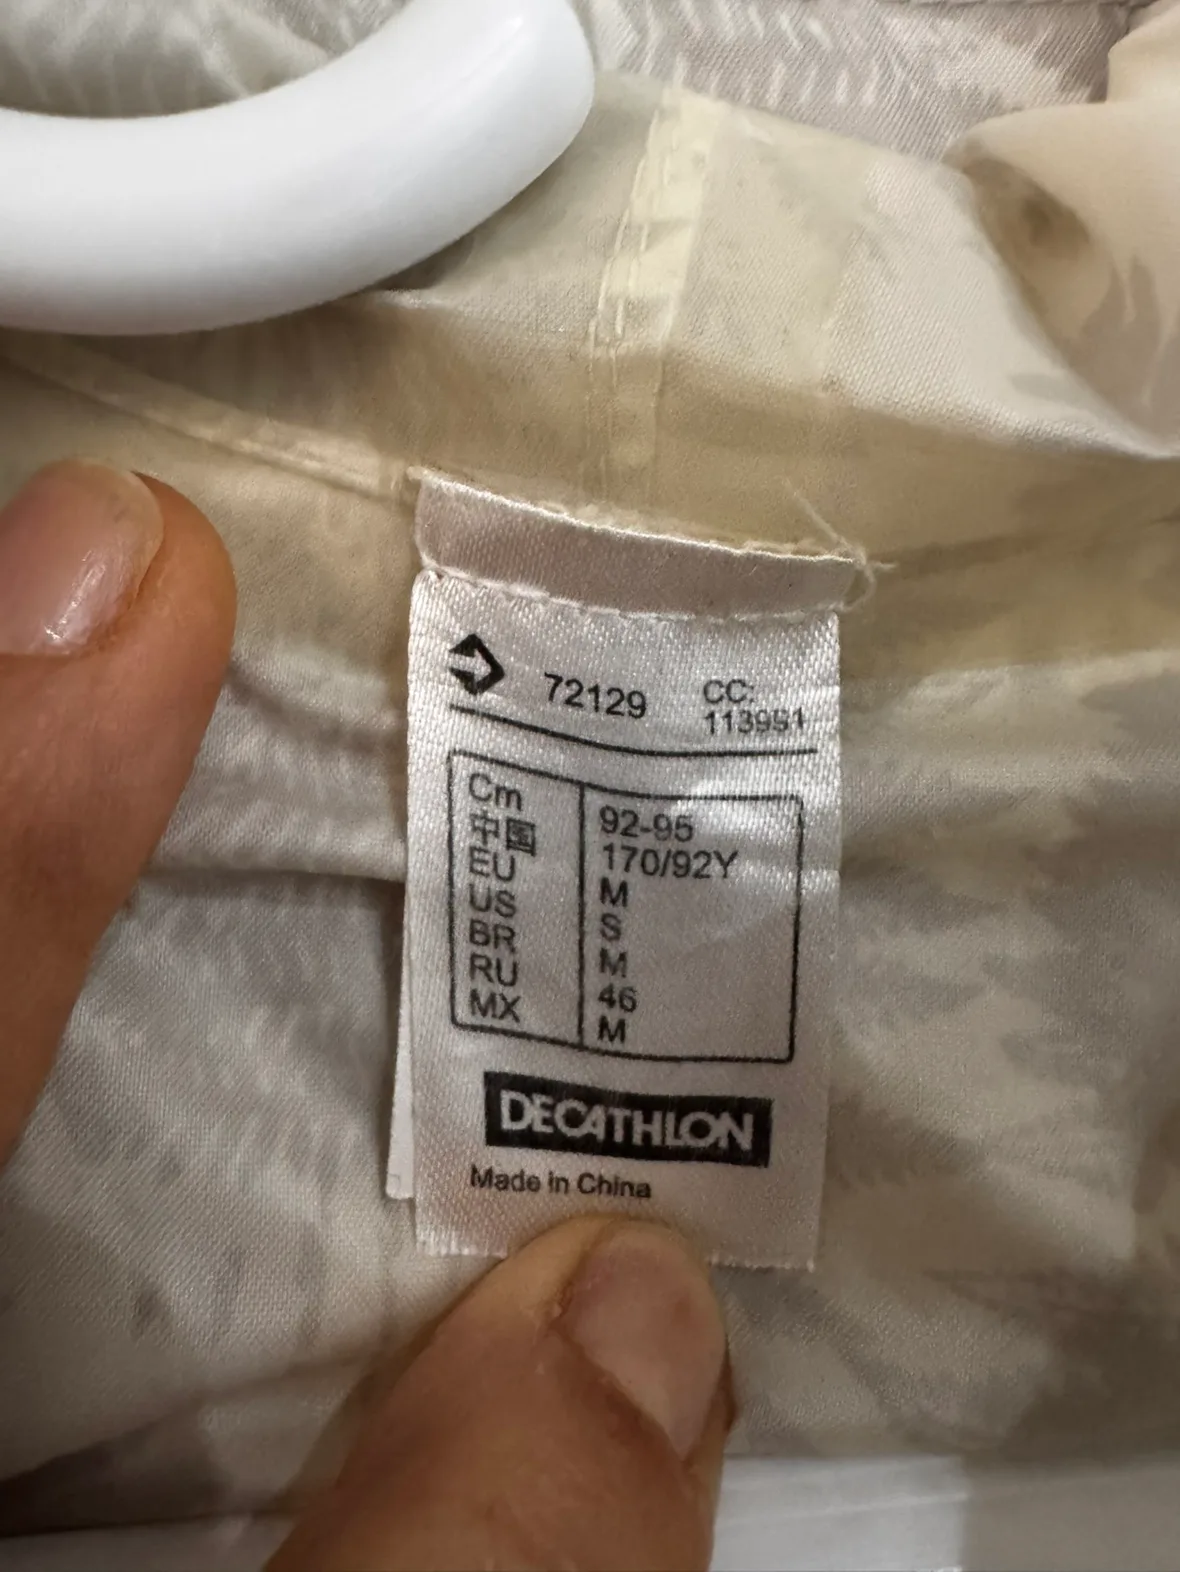 72129 CC:
113951
Cm 92-95
中国 170/92Y
EU M
US S
BR M
RU 46
MX M
DECATHLON
Made in China